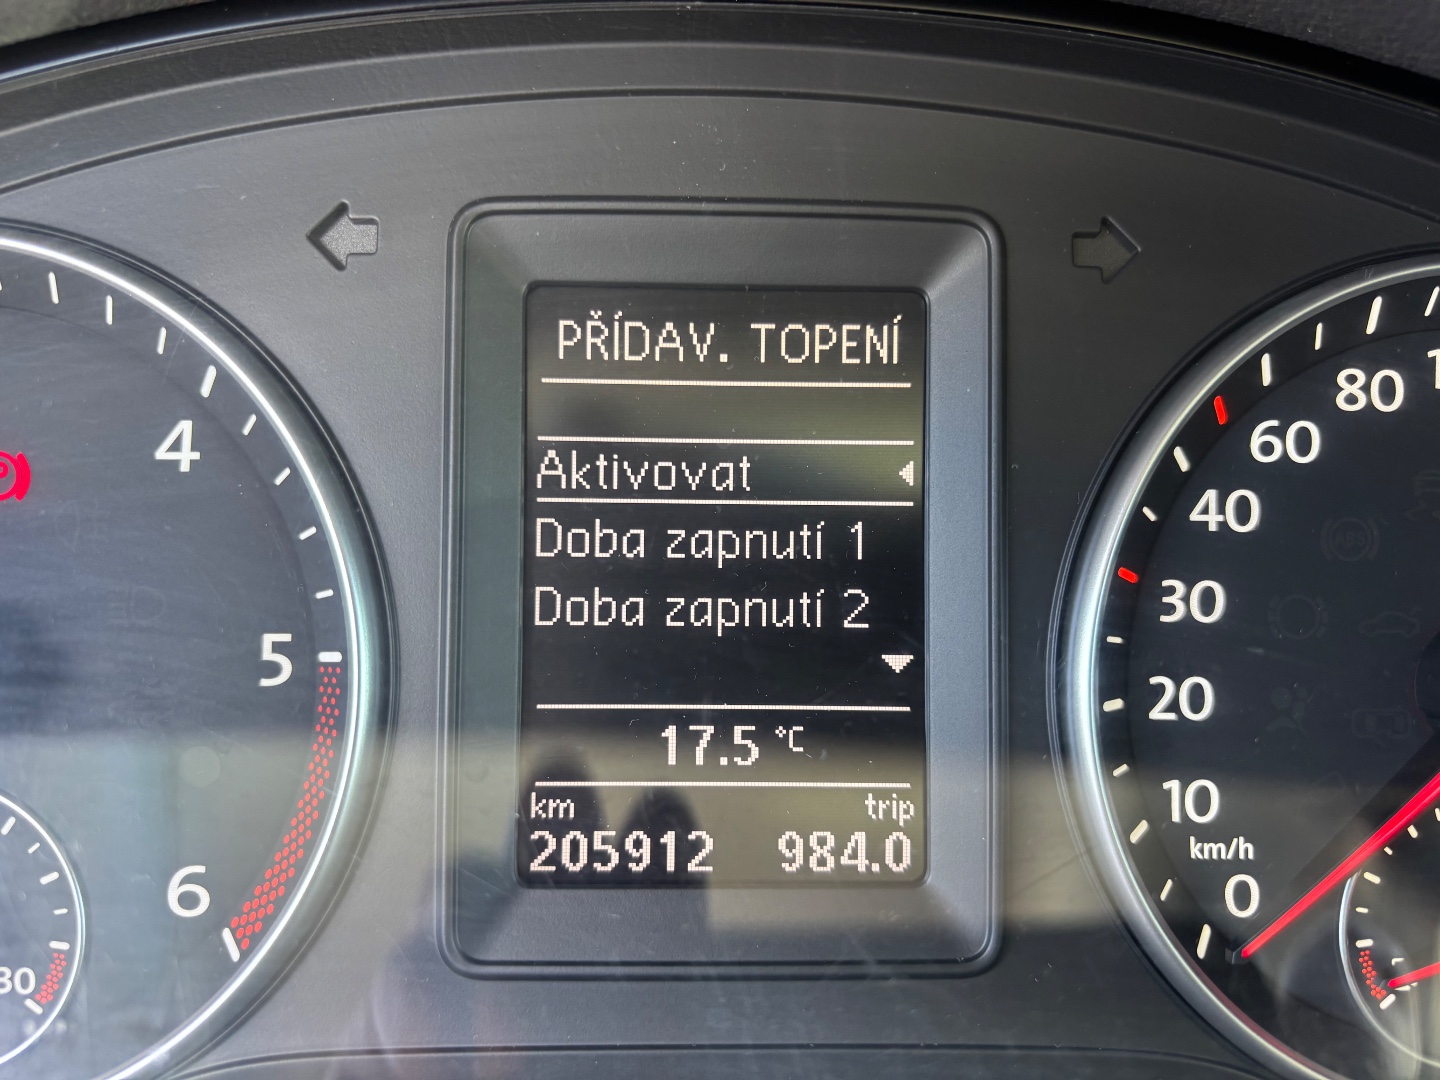 PŘÍDAV. TOPENÍ
Aktivovat
Doba zapnutí 1
Doba zapnutí 2
17.5 °C
km trip
205912 984.0
4
5
6
80
60
40
30
20
10
km/h
0